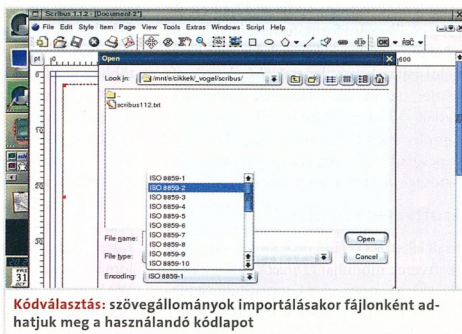 Scribus 1.1.2 - [Document-2*]
File Edit Style Item Page View Tools Extras Windows Script Help
OK
pt
Open
600
Look in: /mnt/e/cikkek/_vogel/scribus/
..
scribus112.txt
ISO 8859-1
ISO 8859-2
ISO 8859-3
ISO 8859-4
ISO 8859-5
ISO 8859-6
ISO 8859-7
ISO 8859-8
ISO 8859-9
ISO 8859-10
File name:
Open
File type:
Cancel
Encoding: ISO 8859-1
31
Kódválasztás: szövegállományok importálásakor fájlonként ad-
hatjuk meg a használandó kódlapot